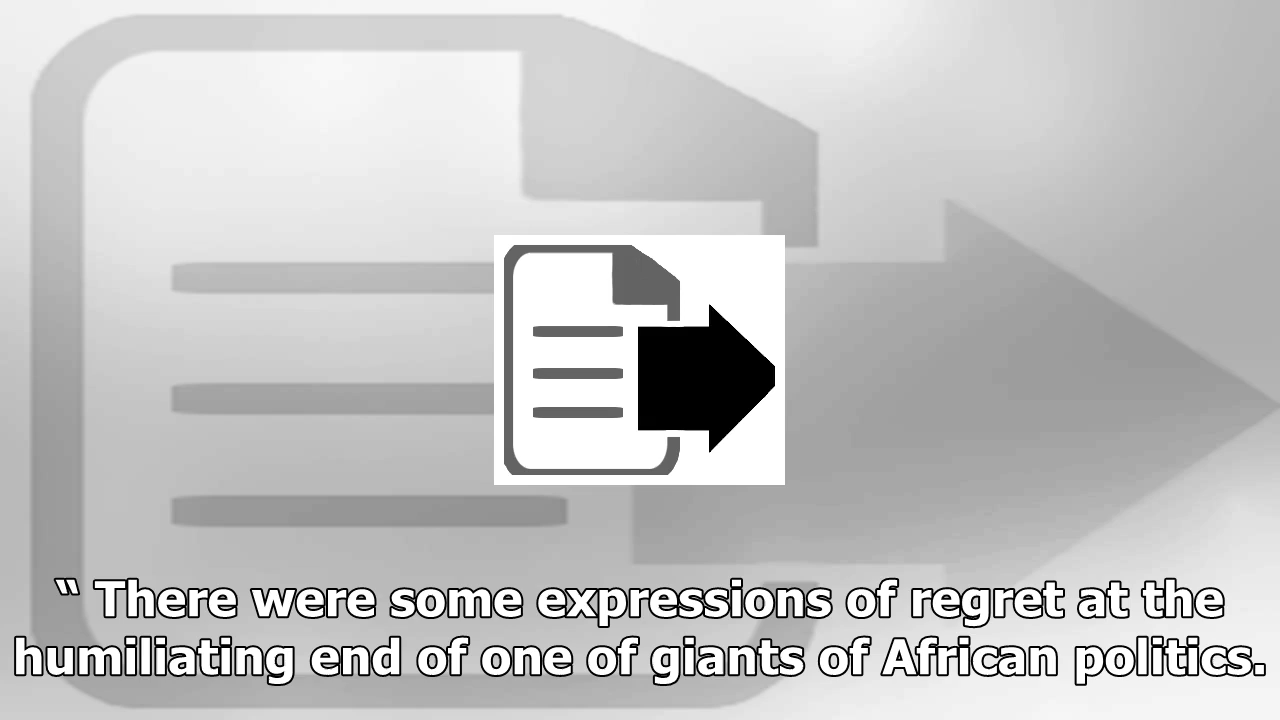 “ There were some expressions of regret at the
humiliating end of one of giants of African politics.